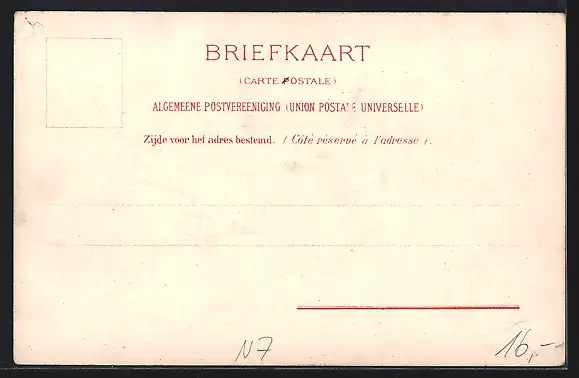 BRIEFKAART
(CARTE POSTALE)
ALGEMEENE POSTVEREENIGING (UNION POSTALE UNIVERSELLE)
Zijde voor het adres bestemd. (Côté réservé à l'adresse).
N7
16,-